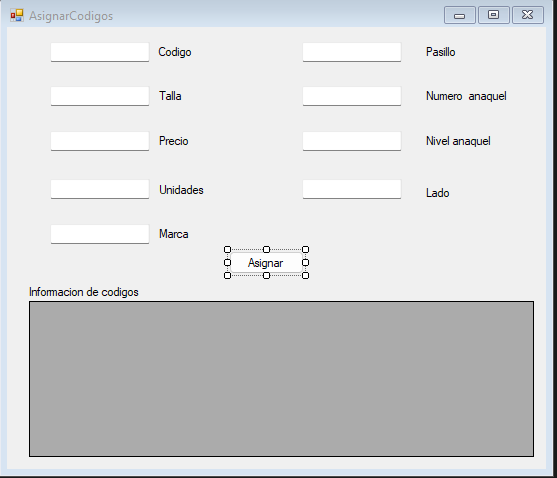 AsignarCodigos
Codigo
Pasillo
Talla
Numero anaquel
Precio
Nivel anaquel
Unidades
Lado
Marca
Asignar
Informacion de codigos